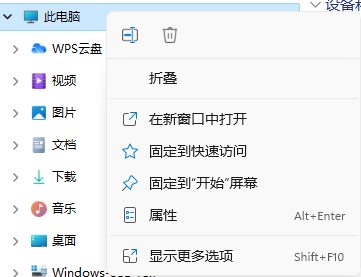 此电脑
设备和
WPS云盘
视频
折叠
图片
在新窗口中打开
文档
固定到快速访问
下载
固定到“开始”屏幕
音乐
属性
Alt+Enter
桌面
显示更多选项
Shift+F10